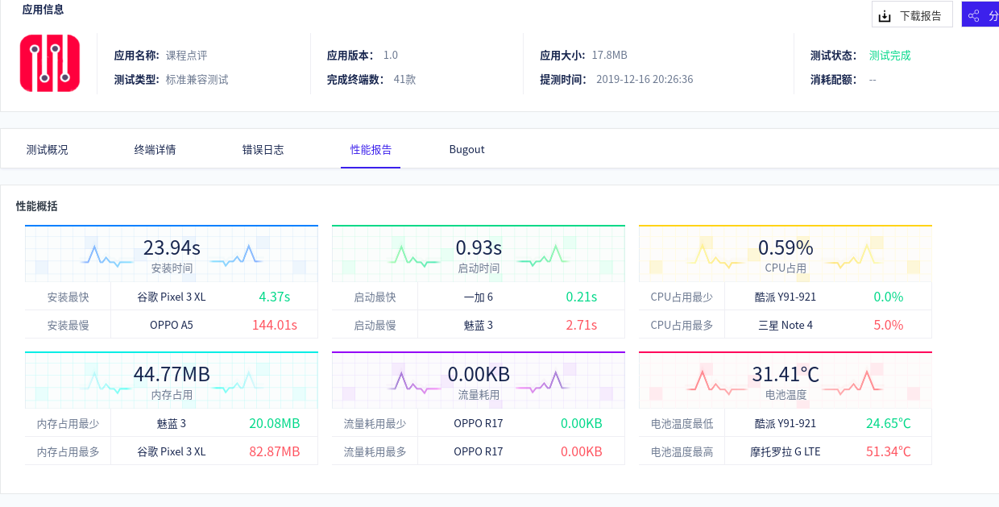 应用信息
下载报告
应用名称: 课程点评
应用版本: 1.0
应用大小: 17.8MB
测试状态: 测试完成
测试类型: 标准兼容测试
完成终端数: 41款
提测时间: 2019-12-16 20:26:36
消耗配额: --
测试概况 终端详情 错误日志 性能报告 Bugout
性能概括
23.94s
安装时间
安装最快 谷歌 Pixel 3 XL 4.37s
安装最慢 OPPO A5 144.01s
0.93s
启动时间
启动最快 一加 6 0.21s
启动最慢 魅蓝 3 2.71s
0.59%
CPU占用
CPU占用最少 酷派 Y91-921 0.0%
CPU占用最多 三星 Note 4 5.0%
44.77MB
内存占用
内存占用最少 魅蓝 3 20.08MB
内存占用最多 谷歌 Pixel 3 XL 82.87MB
0.00KB
流量耗用
流量耗用最少 OPPO R17 0.00KB
流量耗用最多 OPPO R17 0.00KB
31.41℃
电池温度
电池温度最低 酷派 Y91-921 24.65℃
电池温度最高 摩托罗拉 G LTE 51.34℃